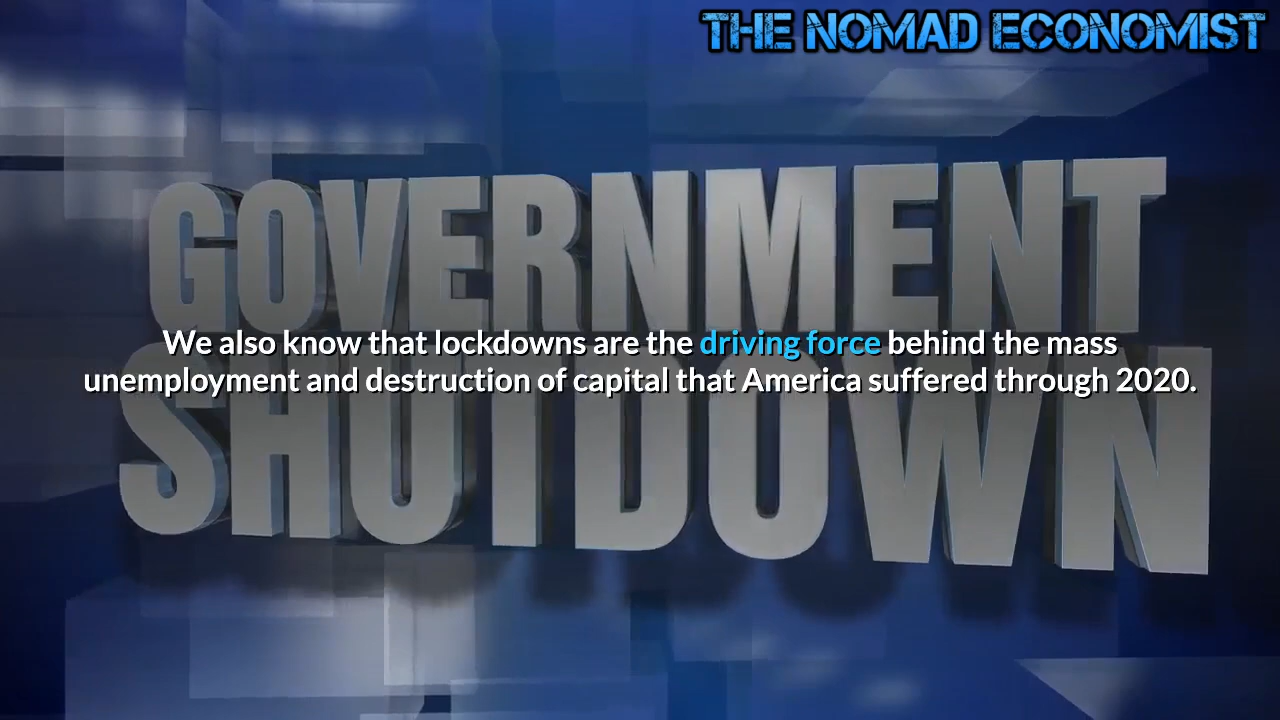 THE NOMAD ECONOMIST
GOVERNMENT
We also know that lockdowns are the driving force behind the mass
unemployment and destruction of capital that America suffered through 2020.
SHUTDOWN